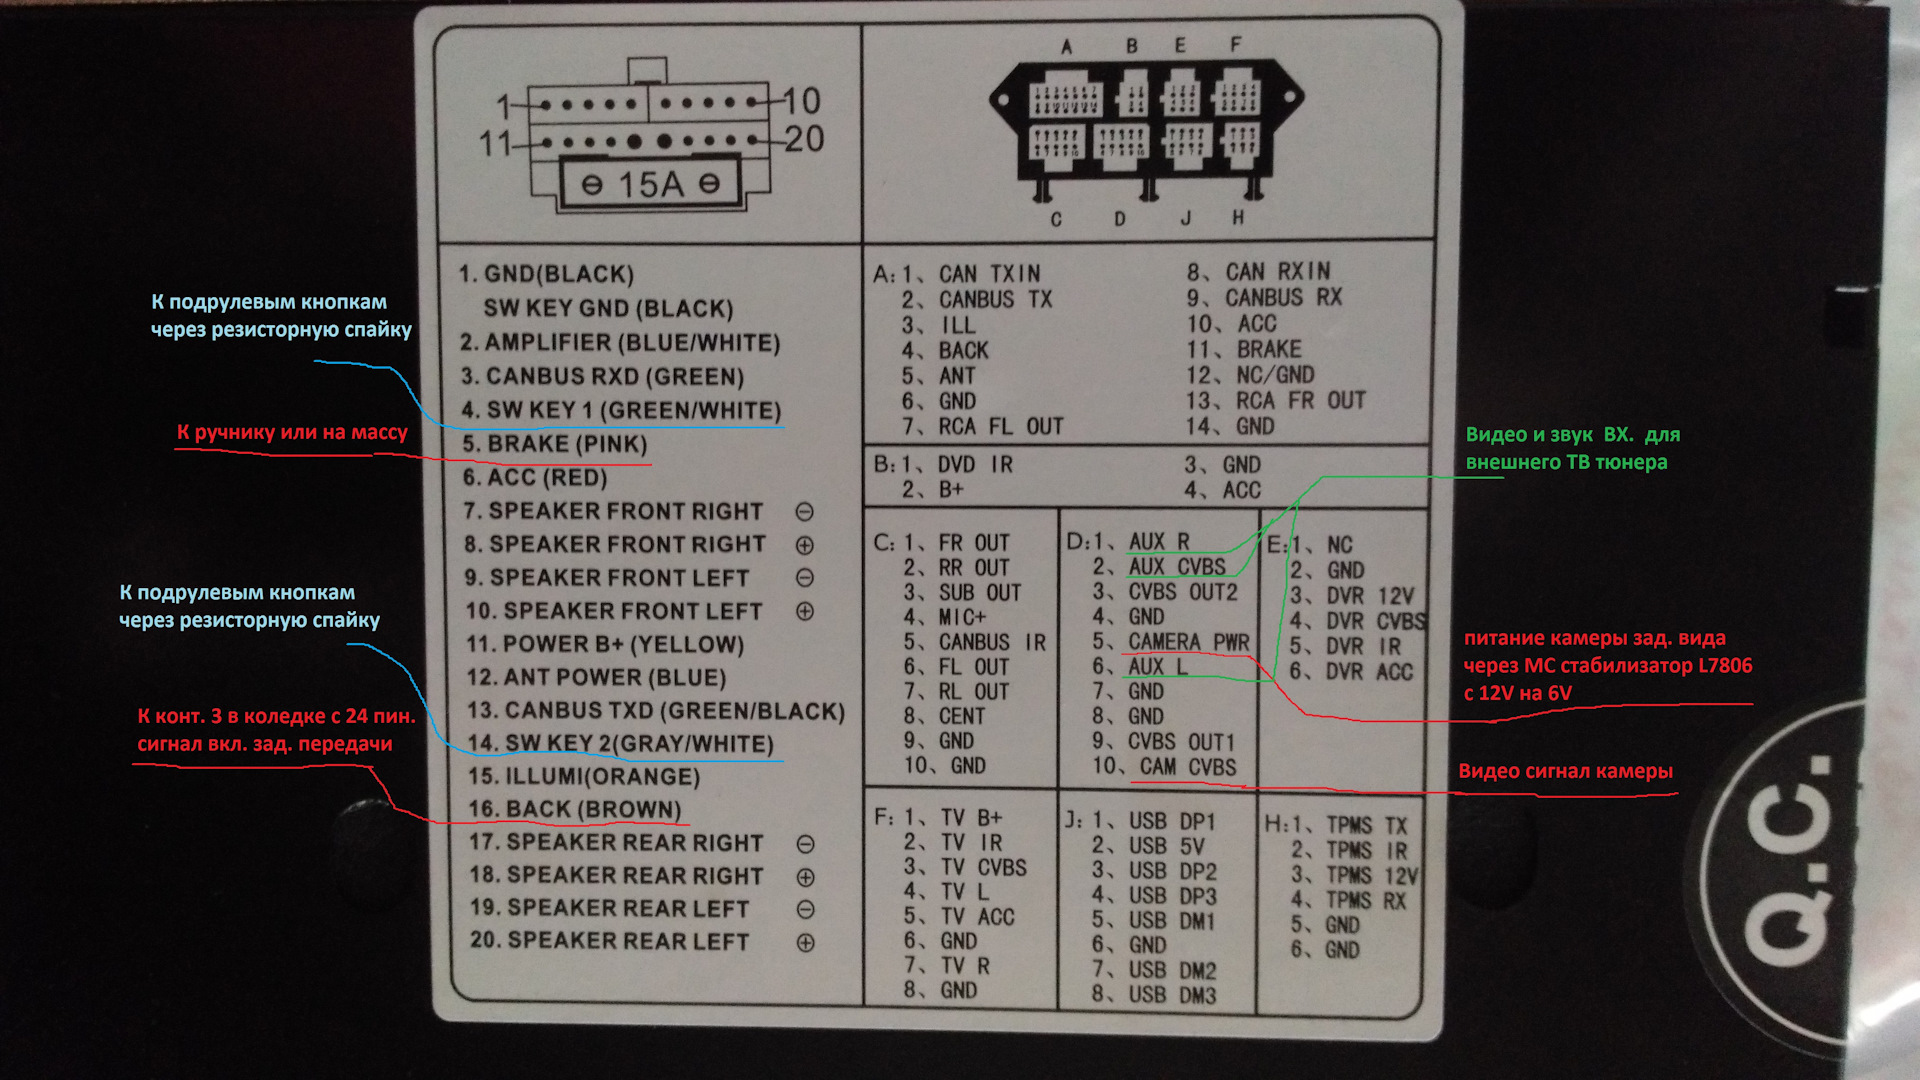 1 10
11 20
⊖ 15A ⊖
1. GND(BLACK)
SW KEY GND (BLACK)
2. AMPLIFIER (BLUE/WHITE)
3. CANBUS RXD (GREEN)
4. SW KEY 1 (GREEN/WHITE)
5. BRAKE (PINK)
6. ACC (RED)
7. SPEAKER FRONT RIGHT ⊖
8. SPEAKER FRONT RIGHT ⊕
9. SPEAKER FRONT LEFT ⊖
10. SPEAKER FRONT LEFT ⊕
11. POWER B+ (YELLOW)
12. ANT POWER (BLUE)
13. CANBUS TXD (GREEN/BLACK)
14. SW KEY 2(GRAY/WHITE)
15. ILLUMI(ORANGE)
16. BACK (BROWN)
17. SPEAKER REAR RIGHT ⊖
18. SPEAKER REAR RIGHT ⊕
19. SPEAKER REAR LEFT ⊖
20. SPEAKER REAR LEFT ⊕
A B E F
C D J H
A: 1、 CAN TXIN
2、 CANBUS TX
3、 ILL
4、 BACK
5、 ANT
6、 GND
7、 RCA FL OUT
8、 CAN RXIN
9、 CANBUS RX
10、 ACC
11、 BRAKE
12、 NC/GND
13、 RCA FR OUT
14、 GND
B: 1、 DVD IR
2、 B+
3、 GND
4、 ACC
C: 1、 FR OUT
2、 RR OUT
3、 SUB OUT
4、 MIC+
5、 CANBUS IR
6、 FL OUT
7、 RL OUT
8、 CENT
9、 GND
10、 GND
D: 1、 AUX R
2、 AUX CVBS
3、 CVBS OUT2
4、 GND
5、 CAMERA PWR
6、 AUX L
7、 GND
8、 GND
9、 CVBS OUT1
10、 CAM CVBS
E: 1、 NC
2、 GND
3、 DVR 12V
4、 DVR CVBS
5、 DVR IR
6、 DVR ACC
F: 1、 TV B+
2、 TV IR
3、 TV CVBS
4、 TV L
5、 TV ACC
6、 GND
7、 TV R
8、 GND
J: 1、 USB DP1
2、 USB 5V
3、 USB DP2
4、 USB DP3
5、 USB DM1
6、 GND
7、 USB DM2
8、 USB DM3
H: 1、 TPMS TX
2、 TPMS IR
3、 TPMS 12V
4、 TPMS RX
5、 GND
6、 GND
К подрулевым кнопкам
через резисторную спайку
К ручнику или на массу
К подрулевым кнопкам
через резисторную спайку
К конт. 3 в коледке с 24 пин.
сигнал вкл. зад. передачи
Видео и звук ВХ. для
внешнего ТВ тюнера
питание камеры зад. вида
через МС стабилизатор L7806
с 12V на 6V
Видео сигнал камеры
Q.C.